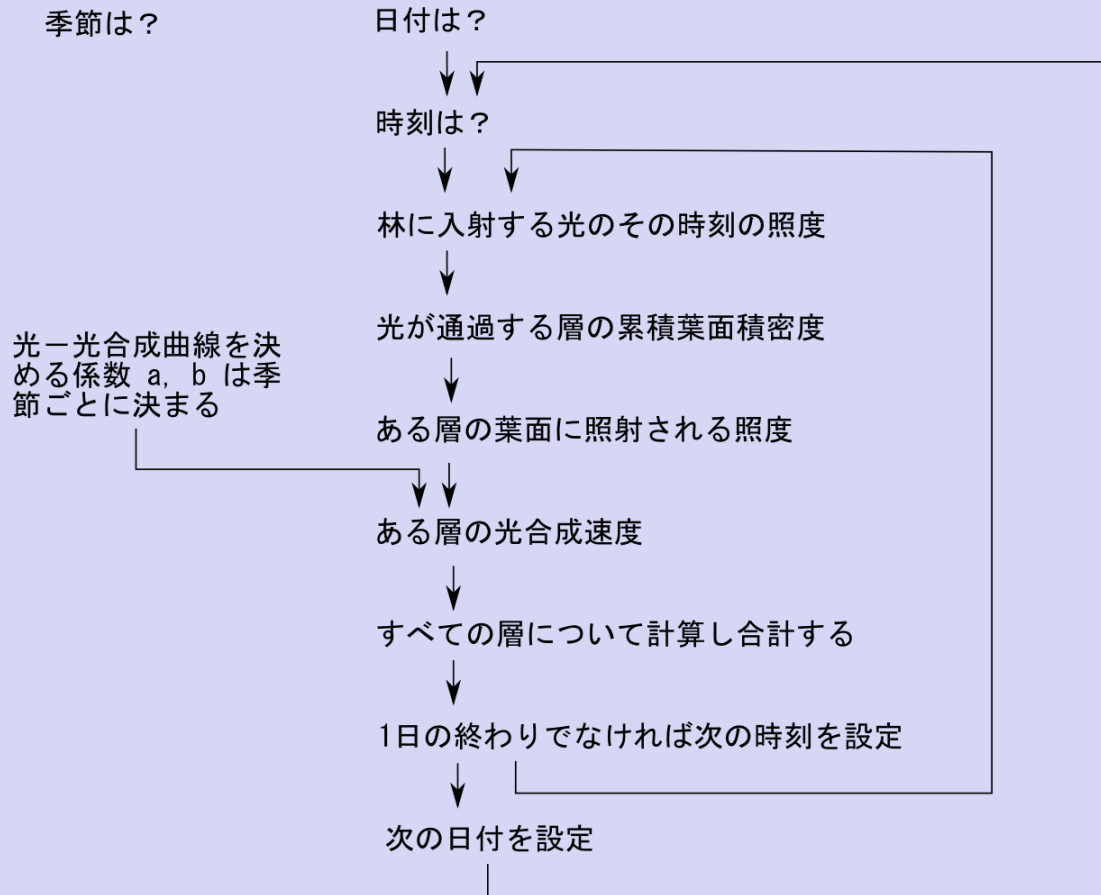 季節は？
日付は？
時刻は？
林に入射する光のその時刻の照度
光が通過する層の累積葉面積密度
光－光合成曲線を決
める係数 a, b は季
節ごとに決まる
ある層の葉面に照射される照度
ある層の光合成速度
すべての層について計算し合計する
1日の終わりでなければ次の時刻を設定
次の日付を設定